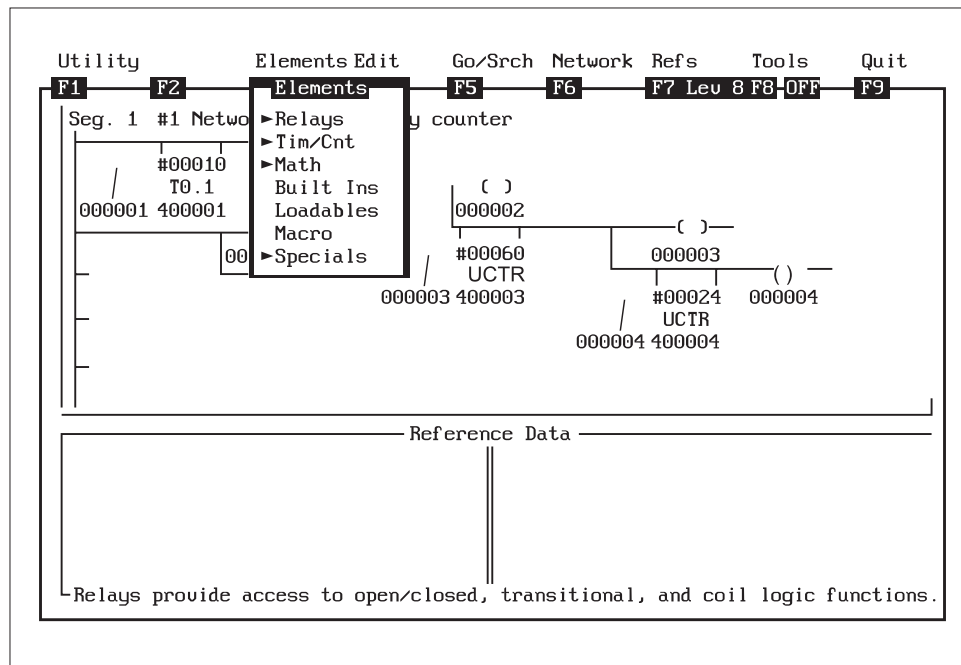 Utility Elements Edit Go/Srch Network Refs Tools Quit
F1 F2 Elements F5 F6 F7 Lev 8 F8-OFF F9
Seg. 1 #1 Netwo ►Relays y counter
►Tim/Cnt
#00010 ►Math
T0.1 Built Ins ( )
000001 400001 Loadables 000002
Macro ( )
00 ►Specials #00060 000003
UCTR ( )
000003 400003 #00024 000004
UCTR
000004 400004
Reference Data
Relays provide access to open/closed, transitional, and coil logic functions.